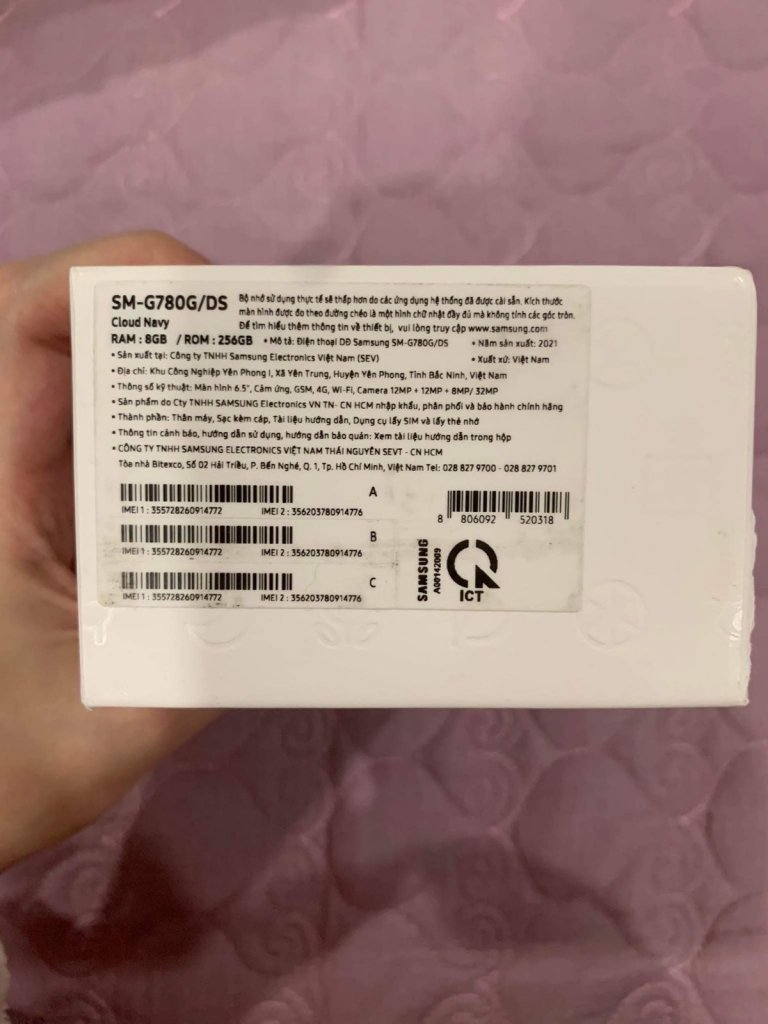 SM-G780G/DS
Cloud Navy
RAM : 8GB / ROM : 256GB
Bộ nhớ sử dụng thực tế sẽ thấp hơn do các ứng dụng hệ thống đã được cài sẵn. Kích thước
màn hình được đo theo đường chéo là một hình chữ nhật đầy đủ mà không tính các góc tròn.
Để tìm hiểu thêm thông tin về thiết bị, vui lòng truy cập www.samsung.com
• Mô tả: Điện thoại DĐ Samsung SM-G780G/DS • Năm sản xuất: 2021
• Sản xuất tại: Công ty TNHH Samsung Electronics Việt Nam (SEV) • Xuất xứ: Việt Nam
• Địa chỉ: Khu Công Nghiệp Yên Phong I, Xã Yên Trung, Huyện Yên Phong, Tỉnh Bắc Ninh, Việt Nam
• Thông số kỹ thuật: Màn hình 6.5", Cảm ứng, GSM, 4G, Wi-Fi, Camera 12MP + 12MP + 8MP/ 32MP
• Sản phẩm do Cty TNHH SAMSUNG Electronics VN TN- CN HCM nhập khẩu, phân phối và bảo hành chính hãng
• Thành phần: Thân máy, Sạc kèm cáp, Tài liệu hướng dẫn, Dụng cụ lấy SIM và lấy thẻ nhớ
• Thông tin cảnh báo, hướng dẫn sử dụng, hướng dẫn bảo quản: Xem tài liệu hướng dẫn trong hộp
• CÔNG TY TNHH SAMSUNG ELECTRONICS VIỆT NAM THÁI NGUYÊN SEVT - CN HCM
Tòa nhà Bitexco, Số 02 Hải Triều, P. Bến Nghé, Q. 1, Tp. Hồ Chí Minh, Việt Nam Tel: 028 827 9700 - 028 827 9701
A
IMEI 1 : 355728260914772 IMEI 2 : 356203780914776
B
IMEI 1 : 355728260914772 IMEI 2 : 356203780914776
C
IMEI 1 : 355728260914772 IMEI 2 : 356203780914776
8 806092 520318
SAMSUNG
A00142009
ICT